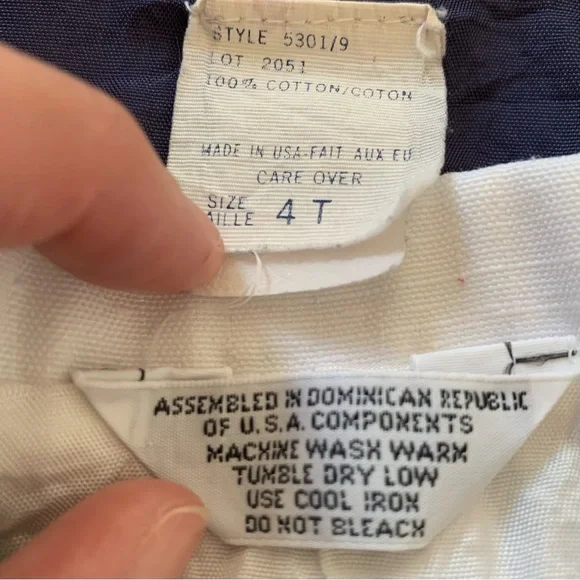 STYLE 5301/9
LOT 2051
100% COTTON/COTON
MADE IN USA-FAIT AUX EU
CARE OVER
SIZE
AILLE 4 T
ASSEMBLED IN DOMINICAN REPUBLIC
OF U.S.A. COMPONENTS
MACHINE WASH WARM
TUMBLE DRY LOW
USE COOL IRON
DO NOT BLEACH